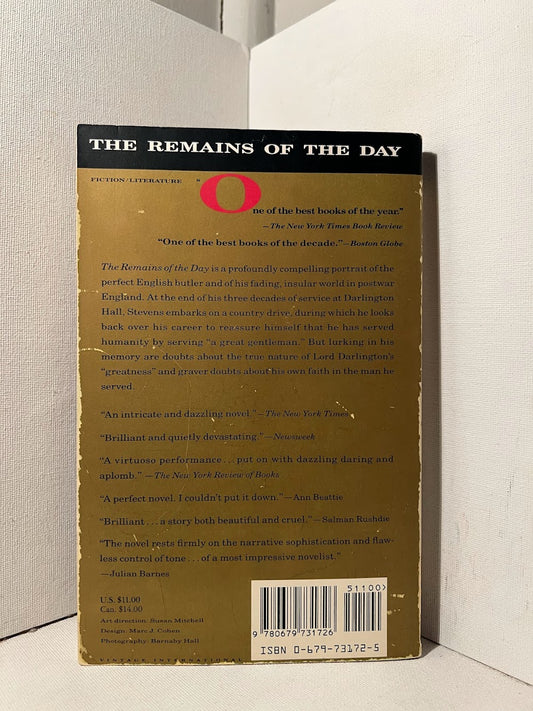 THE REMAINS OF THE DAY
FICTION/LITERATURE
"One of the best books of the year."
—The New York Times Book Review
"One of the best books of the decade."—Boston Globe
The Remains of the Day is a profoundly compelling portrait of the
perfect English butler and of his fading, insular world in postwar
England. At the end of his three decades of service at Darlington
Hall, Stevens embarks on a country drive, during which he looks
back over his career to reassure himself that he has served
humanity by serving "a great gentleman." But lurking in his
memory are doubts about the true nature of Lord Darlington's
"greatness" and graver doubts about his own faith in the man he
served.
"An intricate and dazzling novel."—The New York Times
"Brilliant and quietly devastating."—Newsweek
"A virtuoso performance . . . put on with dazzling daring and
aplomb."—The New York Review of Books
"A perfect novel. I couldn't put it down."—Ann Beattie
"Brilliant . . . a story both beautiful and cruel."—Salman Rushdie
"The novel rests firmly on the narrative sophistication and flaw-
less control of tone . . . of a most impressive novelist."
—Julian Barnes
U.S. $11.00
Can. $14.00
Art direction: Susan Mitchell
Design: Marc J. Cohen
Photography: Barnaby Hall
VINTAGE INTERNATIONAL
51100>
9 780679 731726
ISBN 0-679-73172-5